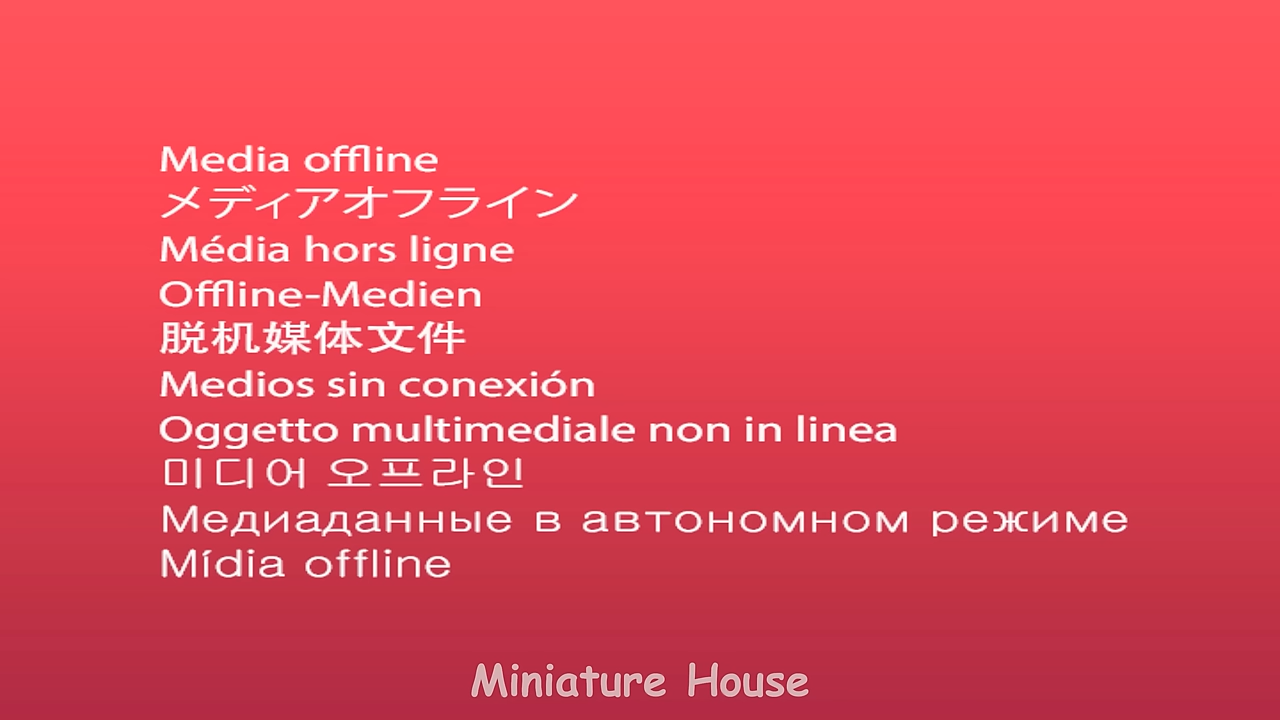 Media offline
メディアオフライン
Média hors ligne
Offline-Medien
脱机媒体文件
Medios sin conexión
Oggetto multimediale non in linea
미디어 오프라인
Медиаданные в автономном режиме
Mídia offline
Miniature House